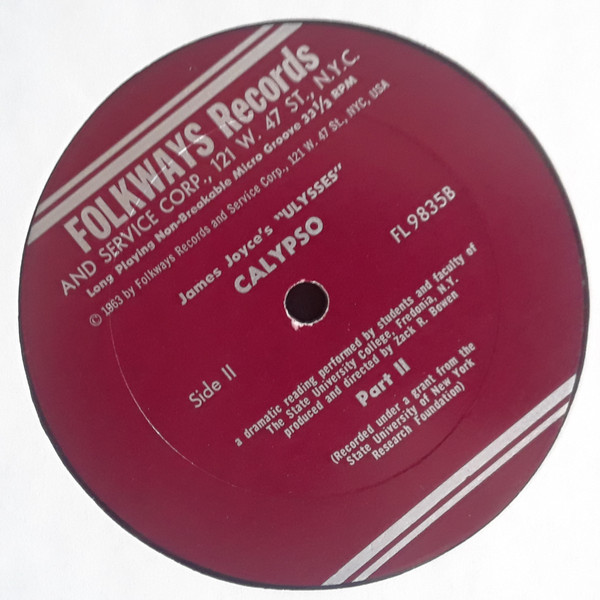 FOLKWAYS Records
AND SERVICE CORP., 121 W. 47 ST., N.Y.C.
Long Playing Non-Breakable Micro Groove 33 1/3 RPM
© 1963 by Folkways Records and Service Corp., 121 W. 47 St., NYC, USA
James Joyce's "ULYSSES"
CALYPSO
FL 9835B
Side II
a dramatic reading performed by students and faculty of
The State University College, Fredonia, N.Y.
produced and directed by Zack R. Bowen
Part II
(Recorded under a grant from the
State University of New York
Research Foundation)